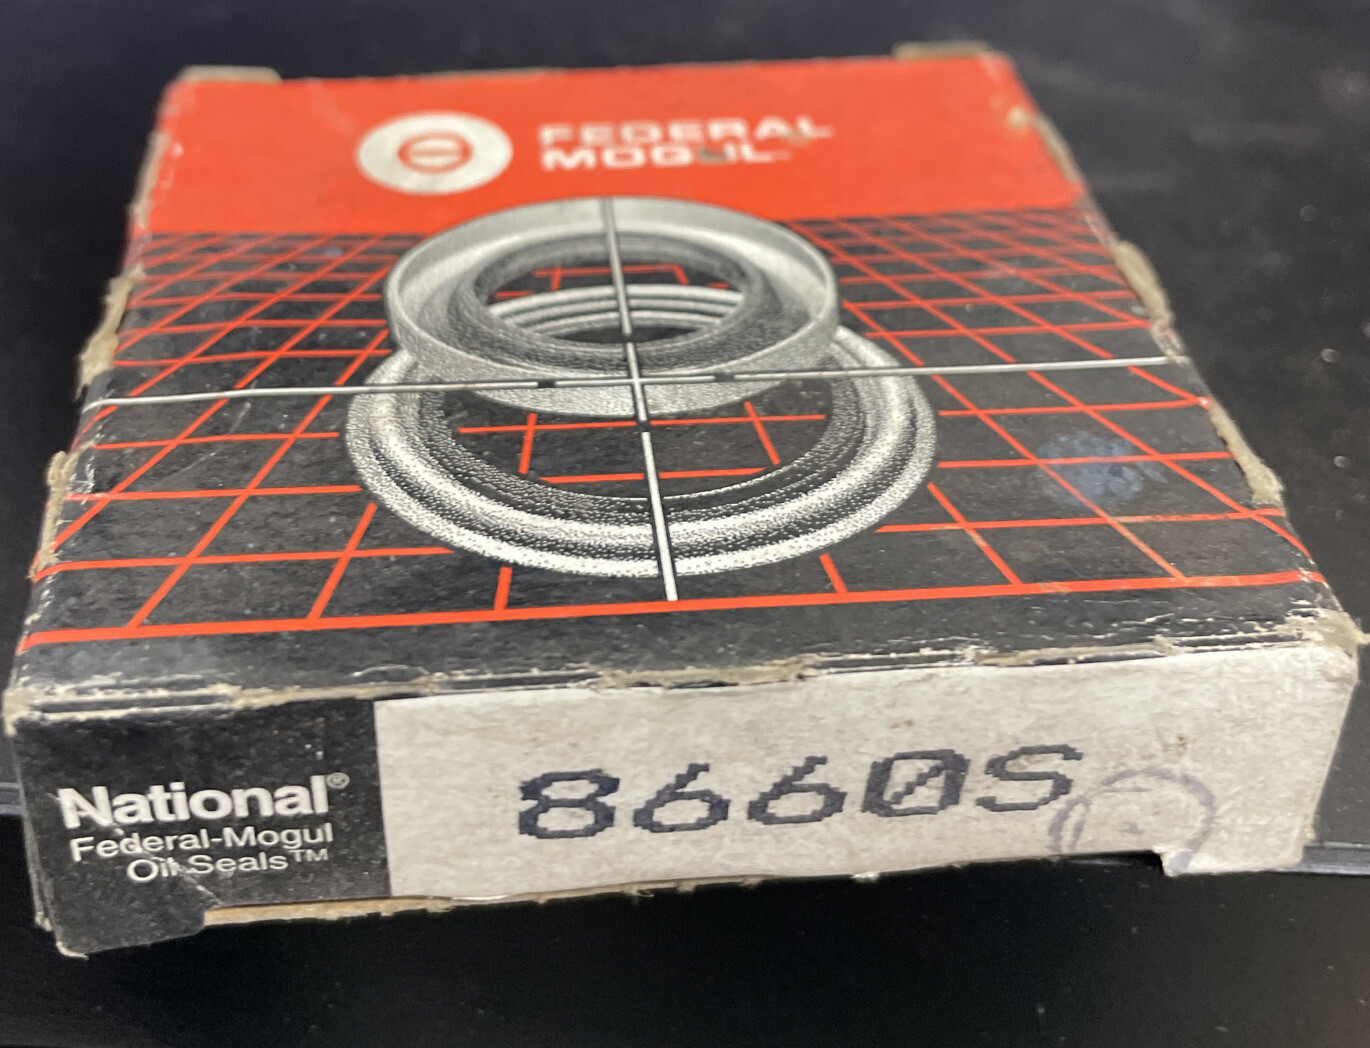 FEDERAL
MOGUL
National®
Federal-Mogul
Oil Seals™
8660S